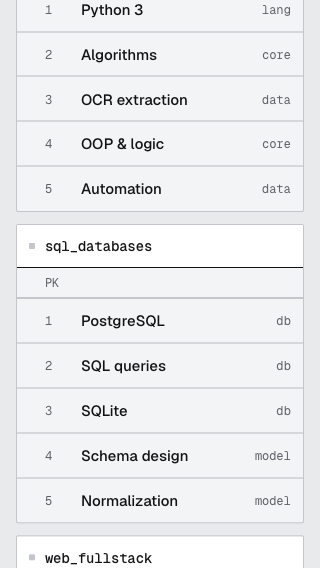 1 Python 3 lang
2 Algorithms core
3 OCR extraction data
4 OOP & logic core
5 Automation data
sql_databases
PK
1 PostgreSQL db
2 SQL queries db
3 SQLite db
4 Schema design model
5 Normalization model
web_fullstack